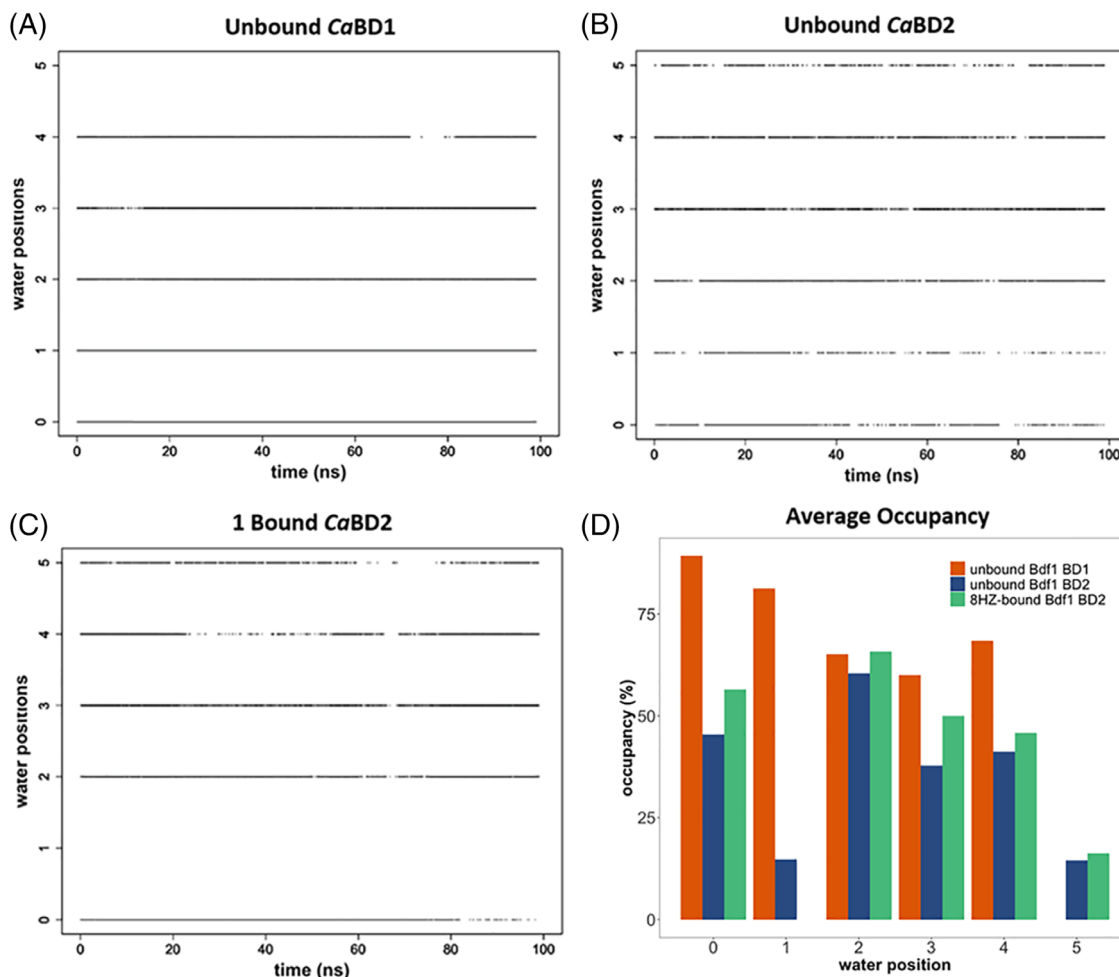 (A)
Unbound CaBD1
water positions
5
4
3
2
1
0
0 20 40 60 80 100
time (ns)
(B)
Unbound CaBD2
water positions
5
4
3
2
1
0
0 20 40 60 80 100
time (ns)
(C)
1 Bound CaBD2
water positions
5
4
3
2
1
0
0 20 40 60 80 100
time (ns)
(D)
Average Occupancy
unbound Bdf1 BD1
unbound Bdf1 BD2
8HZ-bound Bdf1 BD2
occupancy (%)
75
50
25
0
0 1 2 3 4 5
water position